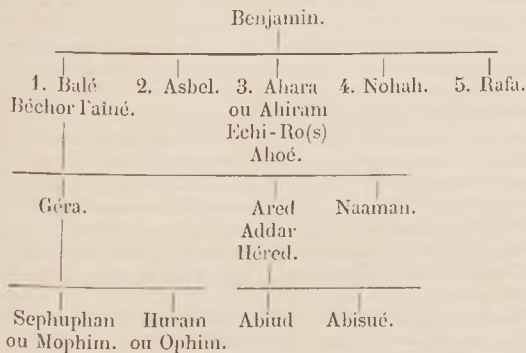 Benjamin.
1. Balé 2. Asbel. 3. Ahara 4. Nohah. 5. Rafa.
Béchor l'aîné. ou Ahiram
Echi-Ro(s)
Ahoé.
Géra. Ared Naaman.
Addar
Héred.
Sephuphan Huram Abiud Abisué.
ou Mophim. ou Ophim.